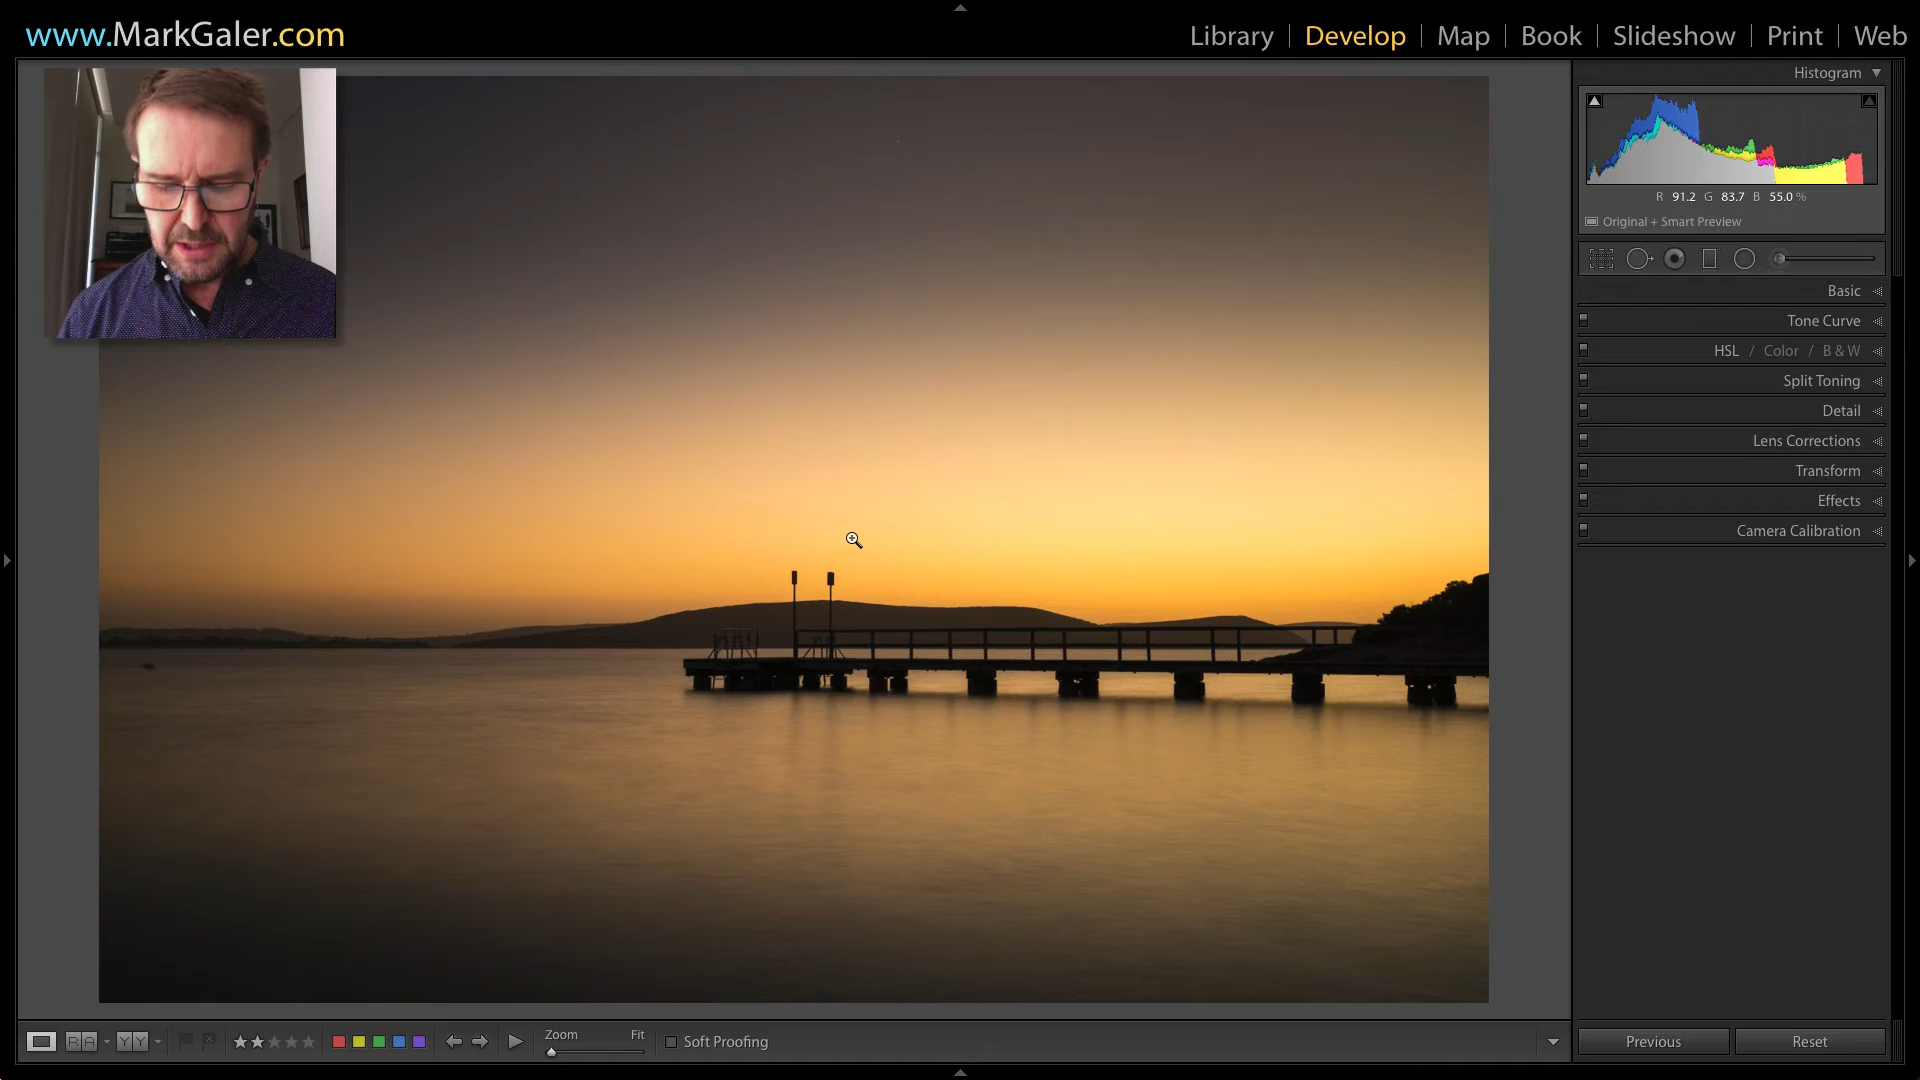 www.MarkGaler.com
Library | Develop | Map | Book | Slideshow | Print | Web
Histogram
R 91.2 G 83.7 B 55.0 %
Original + Smart Preview
Basic
Tone Curve
HSL / Color / B & W
Split Toning
Detail
Lens Corrections
Transform
Effects
Camera Calibration
R A
Y Y
Zoom Fit
Soft Proofing
Previous
Reset